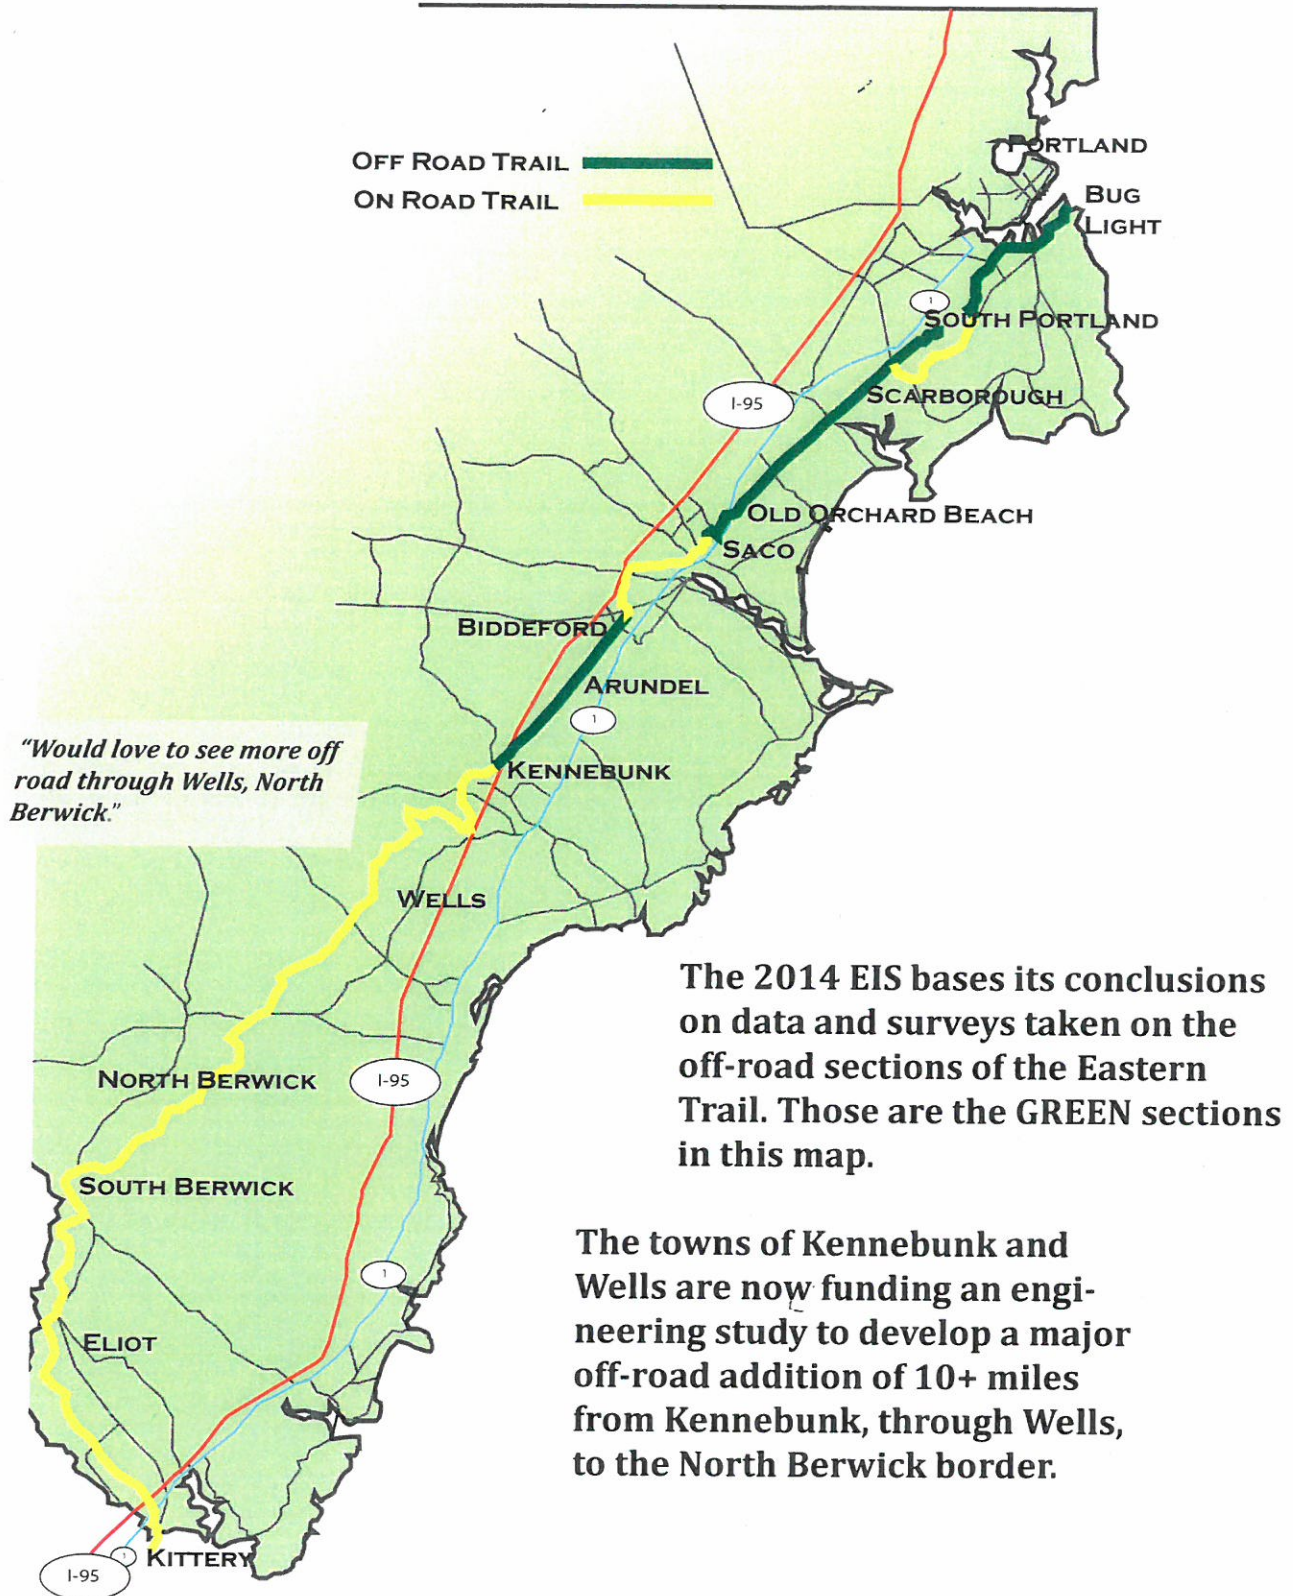 OFF ROAD TRAIL
ON ROAD TRAIL
PORTLAND
BUG
LIGHT
1
SOUTH PORTLAND
I-95
SCARBOROUGH
OLD ORCHARD BEACH
SACO
BIDDEFORD
ARUNDEL
1
"Would love to see more off
road through Wells, North
Berwick."
KENNEBUNK
WELLS
The 2014 EIS bases its conclusions
on data and surveys taken on the
off-road sections of the Eastern
Trail. Those are the GREEN sections
in this map.
NORTH BERWICK
I-95
SOUTH BERWICK
The towns of Kennebunk and
Wells are now funding an engi-
neering study to develop a major
off-road addition of 10+ miles
from Kennebunk, through Wells,
to the North Berwick border.
1
ELIOT
KITTERY
1
I-95